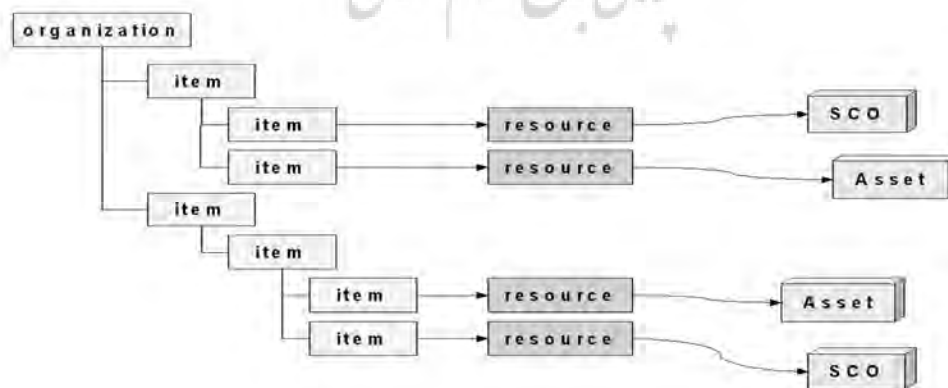 organization
item
item resource SCO
item resource Asset
item
item
item resource Asset
item resource SCO